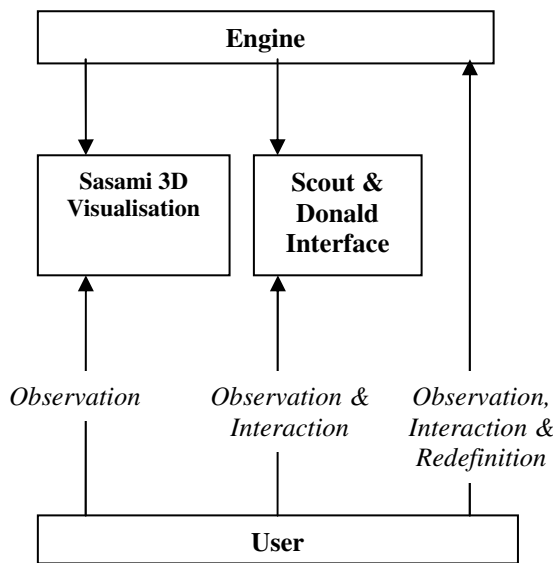 Engine
Sasami 3D
Visualisation
Scout &
Donald
Interface
Observation
Observation &
Interaction
Observation,
Interaction &
Redefinition
User